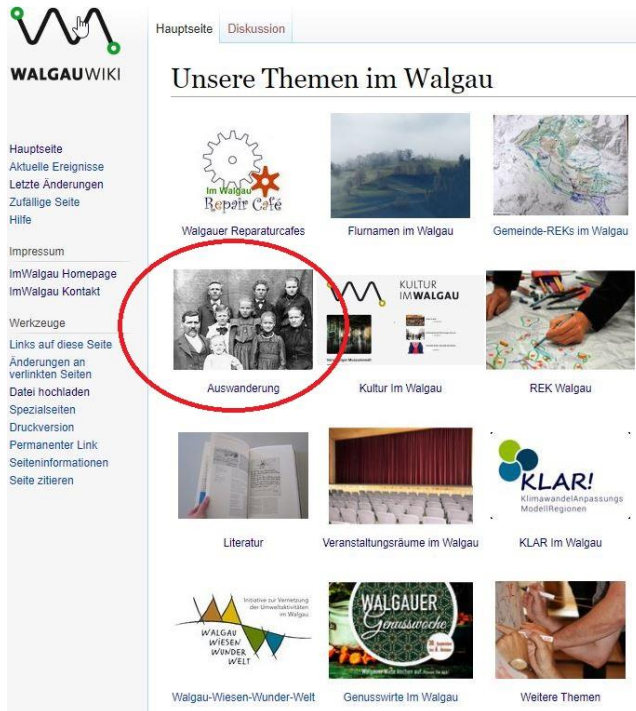 WALGAUWIKI
Hauptseite
Aktuelle Ereignisse
Letzte Änderungen
Zufällige Seite
Hilfe
Impressum
ImWalgau Homepage
ImWalgau Kontakt
Werkzeuge
Links auf diese Seite
Änderungen an
verlinkten Seiten
Datei hochladen
Spezialseiten
Druckversion
Permanenter Link
Seiteninformationen
Seite zitieren
Hauptseite Diskussion
Unsere Themen im Walgau
Im Walgau
Repair Café
Walgauer Reparaturcafes
Flurnamen im Walgau
Gemeinde-REKs im Walgau
Auswanderung
KULTUR
IMWALGAU
Kultur Im Walgau
REK Walgau
Literatur
Veranstaltungsräume im Walgau
KLAR!
KlimawandelAnpassungs
ModellRegionen
KLAR Im Walgau
Initiative zur Vernetzung
der Umweltaktivitäten
im Walgau
WALGAU
WIESEN
WUNDER
WELT
Walgau-Wiesen-Wunder-Welt
WALGAUER
Genusswoche
Genusswirte Im Walgau
Weitere Themen